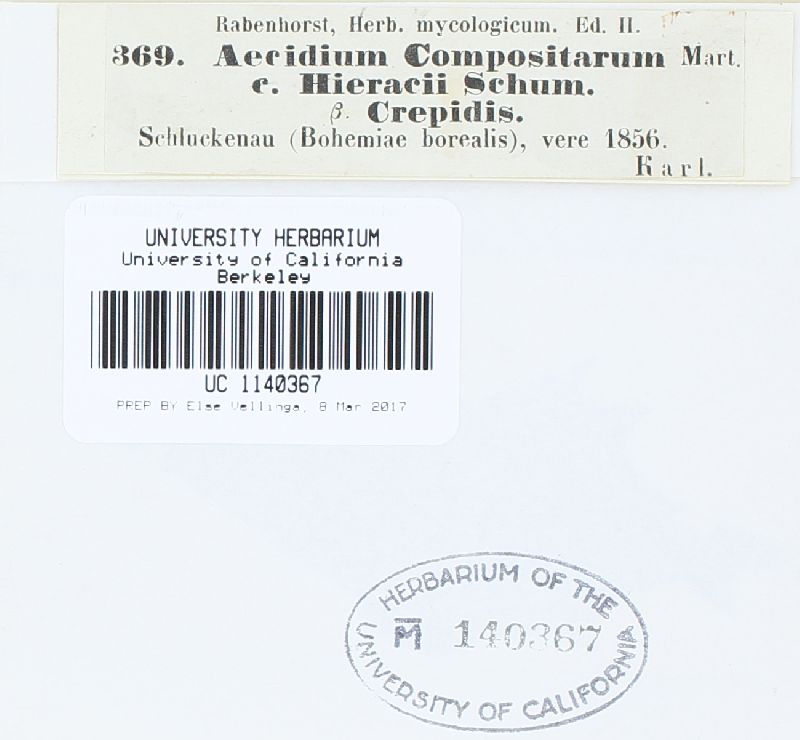 Rabenhorst, Herb. mycologicum. Ed. II.
369. Aecidium Compositarum Mart.
c. Hieracii Schum.
β. Crepidis.
Schluckenau (Bohemiae borealis), vere 1856.
Karl.
UNIVERSITY HERBARIUM
University of California
Berkeley
UC 1140367
PREP BY Else Vellinga, 8 Mar 2017
HERBARIUM OF THE
M̅ 140367
UNIVERSITY OF CALIFORNIA